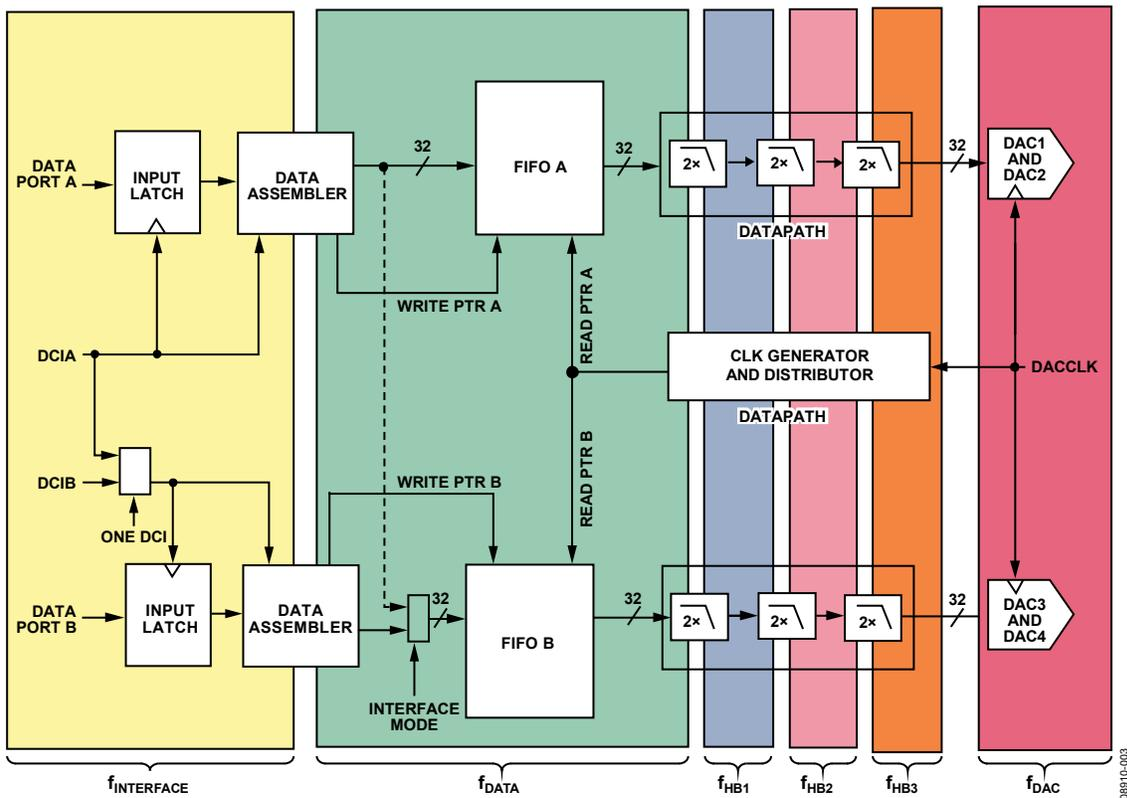 DATA
PORT A
INPUT
LATCH
DATA
ASSEMBLER
32
FIFO A
32
2×
2×
2×
32
DAC1
AND
DAC2
DATAPATH
WRITE PTR A
READ PTR A
DCIA
CLK GENERATOR
AND DISTRIBUTOR
DACCLK
DATAPATH
DCIB
ONE DCI
WRITE PTR B
READ PTR B
DATA
PORT B
INPUT
LATCH
DATA
ASSEMBLER
32
FIFO B
32
2×
2×
2×
32
DAC3
AND
DAC4
INTERFACE
MODE
fINTERFACE
fDATA
fHB1
fHB2
fHB3
fDAC
08910-003